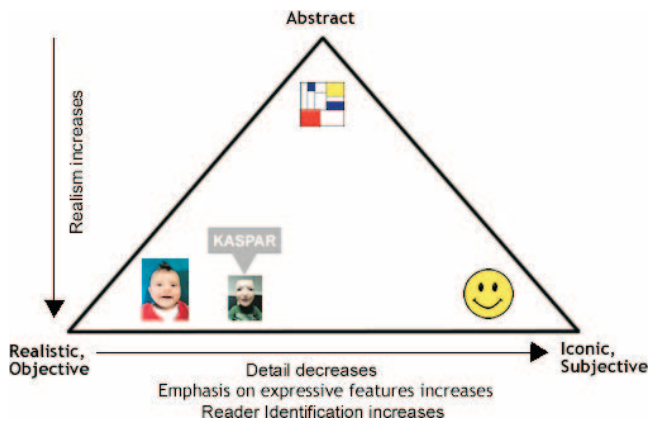 Abstract
Realism increases
KASPAR
Realistic,
Objective
Iconic,
Subjective
Detail decreases
Emphasis on expressive features increases
Reader Identification increases